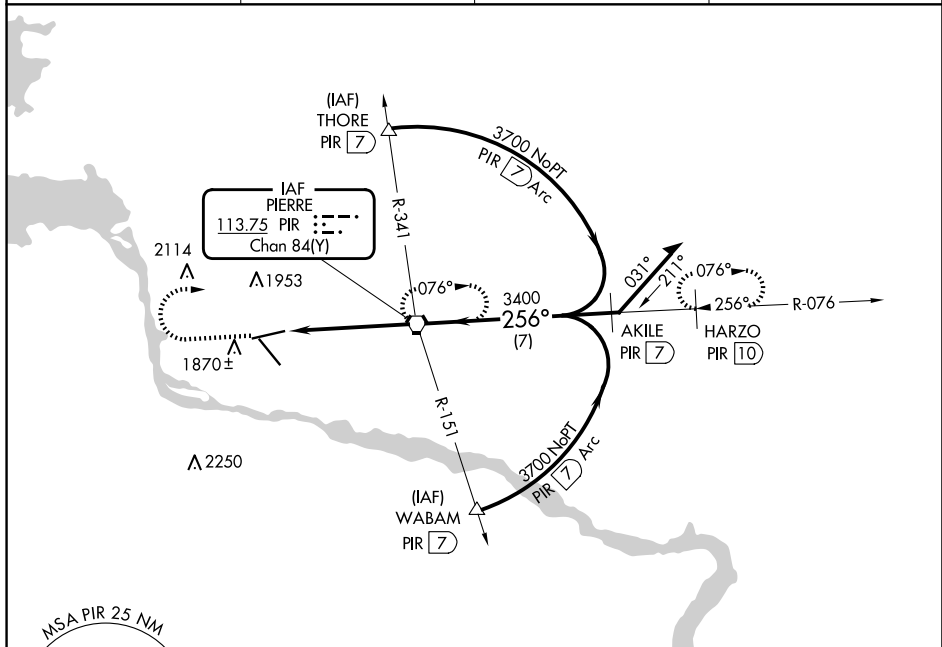 (IAF)
THORE
PIR 7
3700 NoPT
PIR 7 Arc
IAF
PIERRE
113.75 PIR
Chan 84(Y)
R-341
2114
1953
076°
3400
256°
(7)
031°
211°
076°
256°
R-076
AKILE
PIR 7
HARZO
PIR 10
1870±
R-151
2250
3700 NoPT
PIR 7 Arc
(IAF)
WABAM
PIR 7
MSA PIR 25 NM